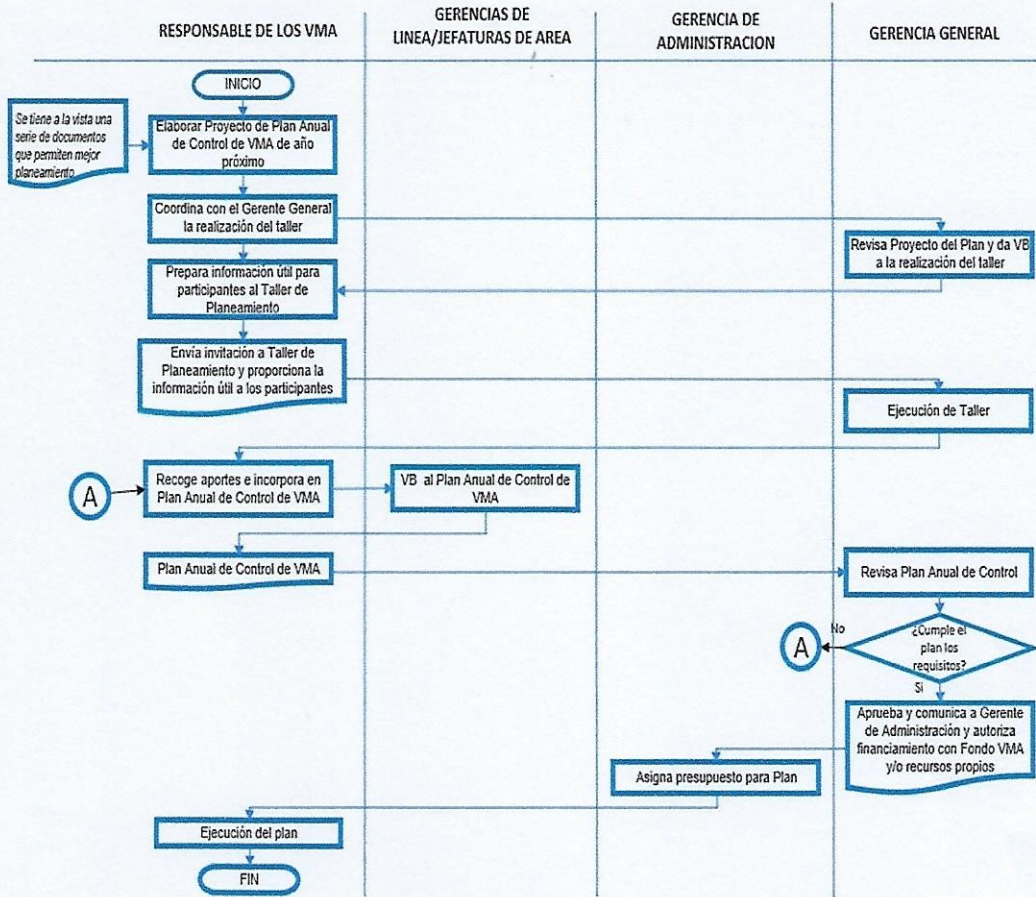 RESPONSABLE DE LOS VMA
GERENCIAS DE
LINEA/JEFATURAS DE AREA
GERENCIA DE
ADMINISTRACION
GERENCIA GENERAL
INICIO
Se tiene a la vista una
serie de documentos
que permiten mejor
planeamiento
Elaborar Proyecto de Plan Anual
de Control de VMA de año
próximo
Coordina con el Gerente General
la realización del taller
Revisa Proyecto del Plan y da VB
a la realización del taller
Prepara información útil para
participantes al Taller de
Planeamiento
Envía invitación a Taller de
Planeamiento y proporciona la
información útil a los participantes
Ejecución de Taller
A
Recoge aportes e incorpora en
Plan Anual de Control de VMA
VB al Plan Anual de Control de
VMA
Plan Anual de Control de VMA
Revisa Plan Anual de Control
A
No
¿Cumple el
plan los
requisitos?
Si
Aprueba y comunica a Gerente
de Administración y autoriza
financiamiento con Fondo VMA
y/o recursos propios
Asigna presupuesto para Plan
Ejecución del plan
FIN